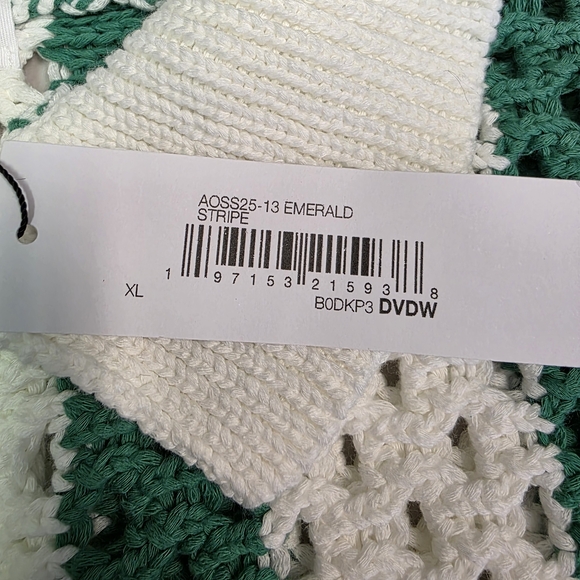 AOSS25-13 EMERALD
STRIPE
1 97153 21593 8
XL
B0DKP3 DVDW